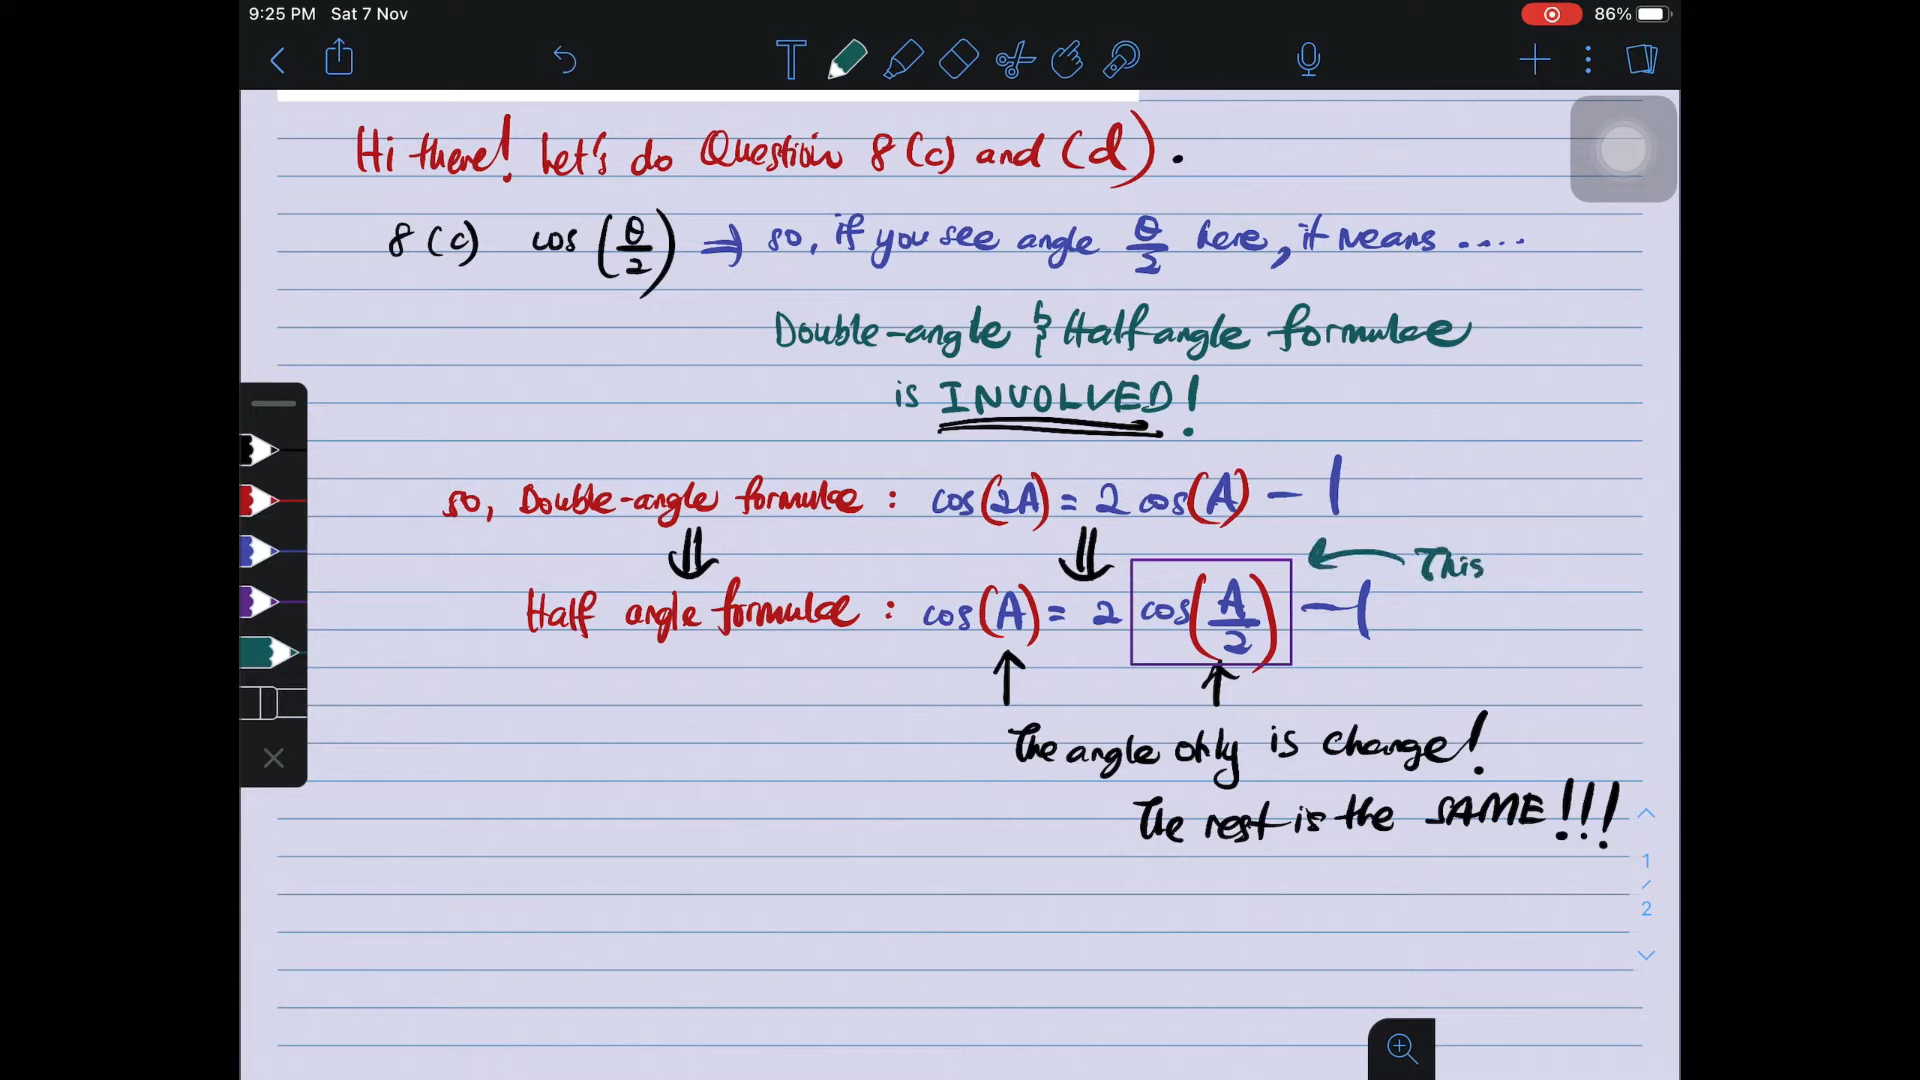 9:25 PM Sat 7 Nov 86%
T
Hi there! Let's do Question 8 (c) and (d).
8 (c) cos (θ/2) ⇒ so, if you see angle θ/2 here, it means ....
Double-angle & Half angle formulae
is INVOLVED!
so, Double-angle formulae : cos(2A) = 2 cos(A) - 1
⇓ ⇓
← This
Half angle formulae : cos(A) = 2 cos(A/2) - 1
↑ ↑
The angle only is change!
The rest is the SAME!!!
1
/
2